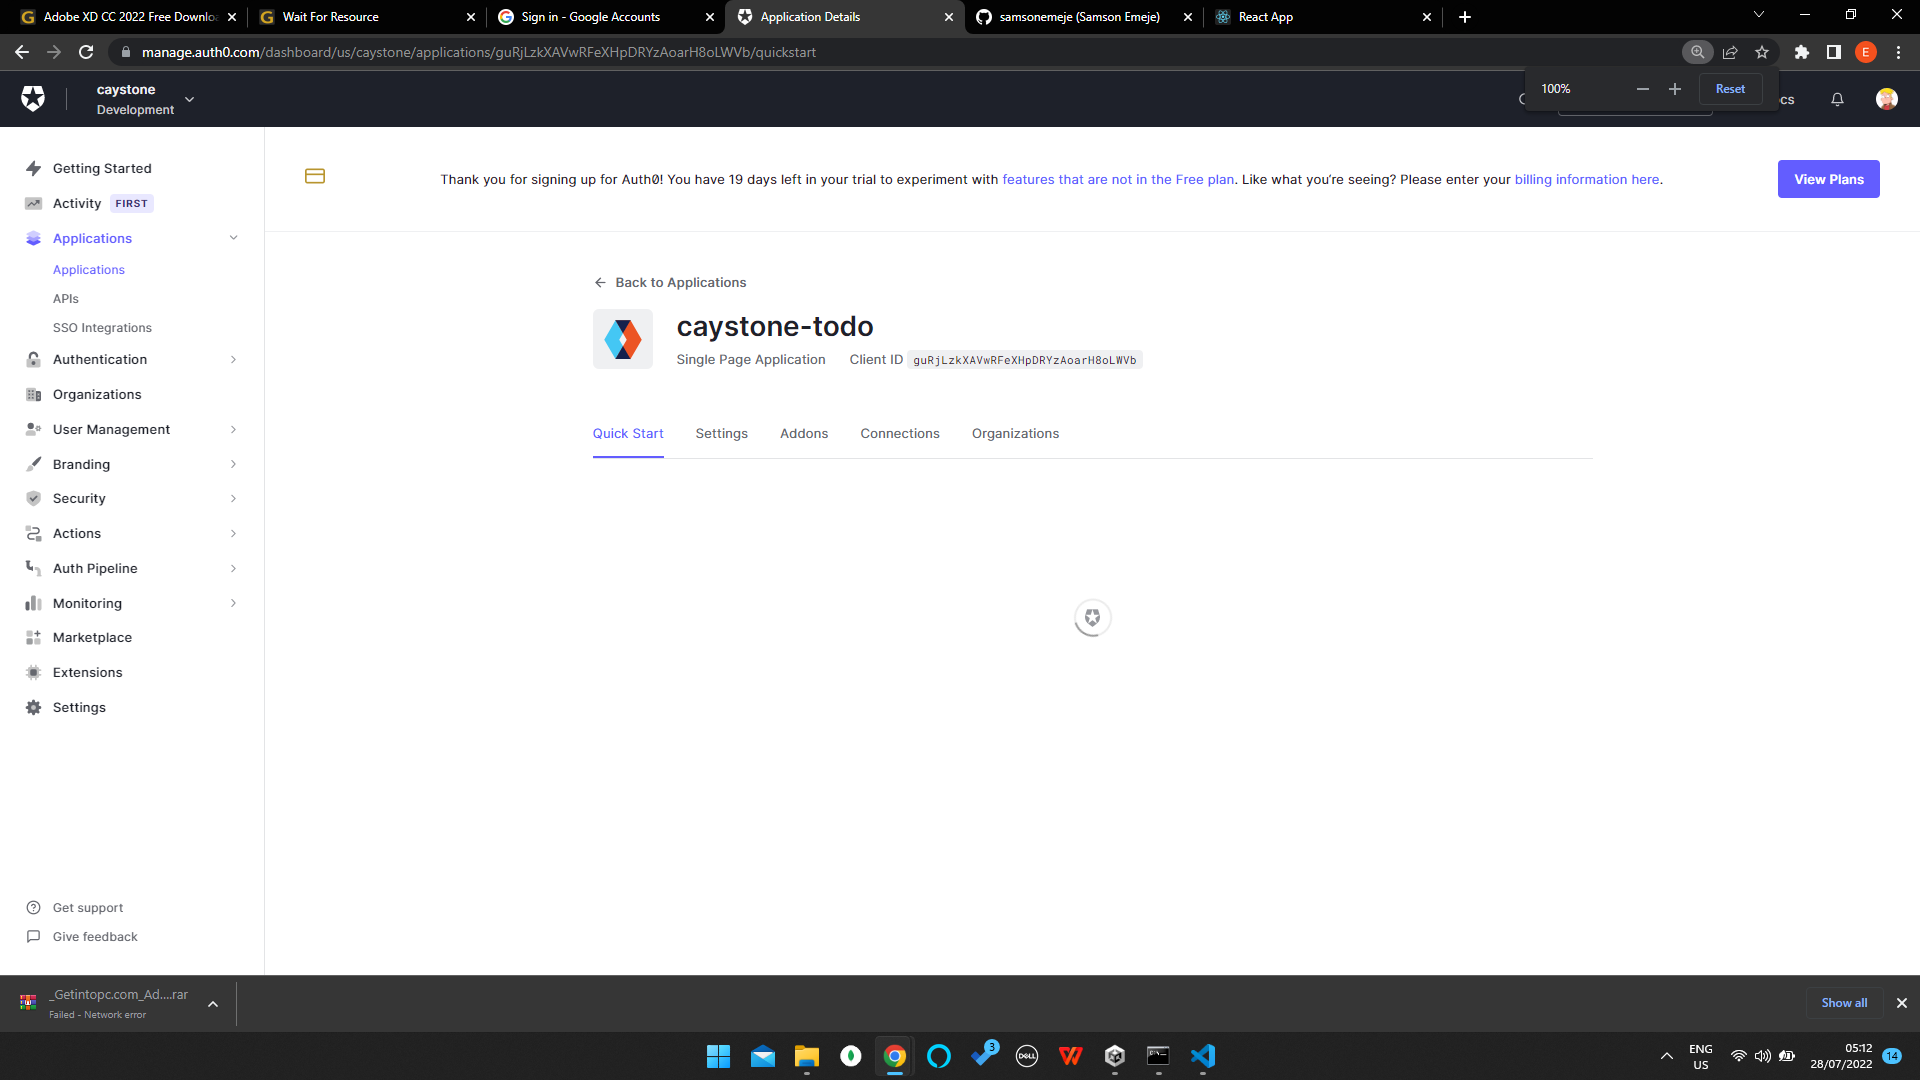 Adobe XD CC 2022 Free Downlo
Wait For Resource
Sign in - Google Accounts
Application Details
samsonemeje (Samson Emeje)
React App
manage.auth0.com/dashboard/us/caystone/applications/guRjLzkXAVwRFeXHpDRYzAoarH8oLWVb/quickstart
E
caystone
Development
100%
Reset
cs
Getting Started
Activity FIRST
Applications
Applications
APIs
SSO Integrations
Authentication
Organizations
User Management
Branding
Security
Actions
Auth Pipeline
Monitoring
Marketplace
Extensions
Settings
Get support
Give feedback
Thank you for signing up for Auth0! You have 19 days left in your trial to experiment with features that are not in the Free plan. Like what you're seeing? Please enter your billing information here.
View Plans
Back to Applications
caystone-todo
Single Page Application Client ID guRjLzkXAVwRFeXHpDRYzAoarH8oLWVb
Quick Start Settings Addons Connections Organizations
_Getintopc.com_Ad....rar
Failed - Network error
Show all
3
DELL
ENG
US
05:12
28/07/2022
14